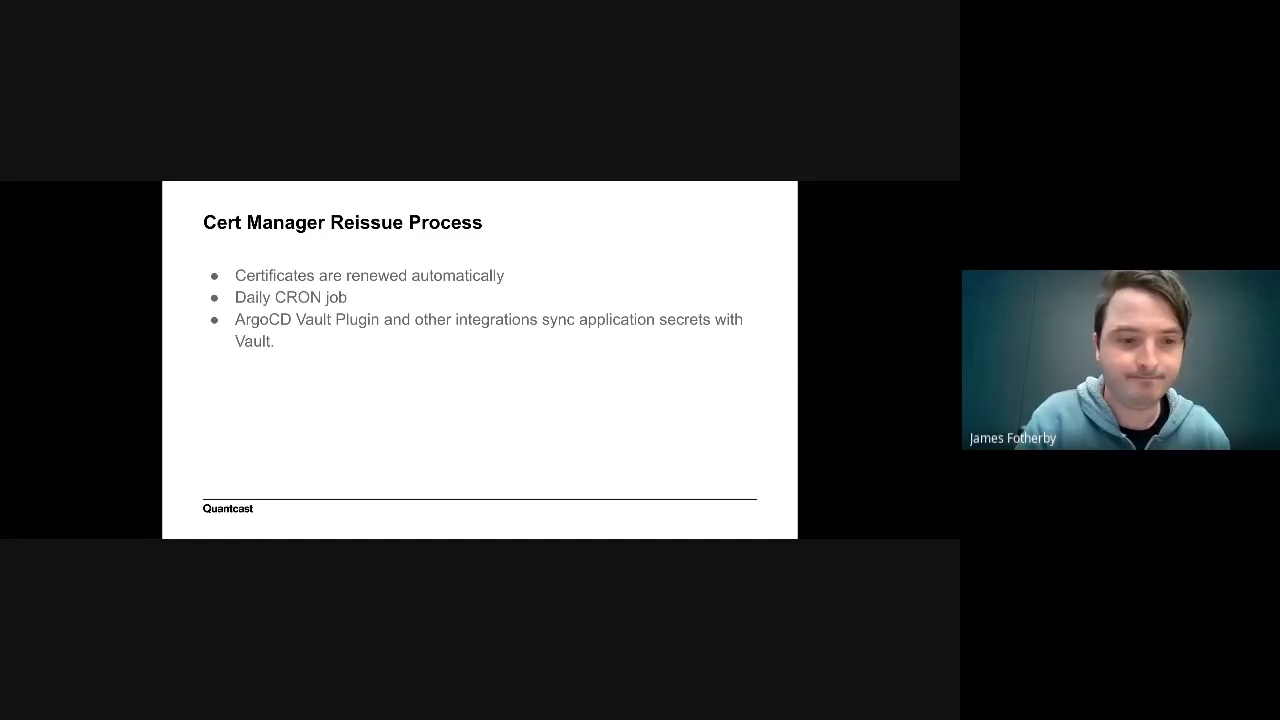 Cert Manager Reissue Process
● Certificates are renewed automatically
● Daily CRON job
● ArgoCD Vault Plugin and other integrations sync application secrets with
Vault.
Quantcast
James Fotherby